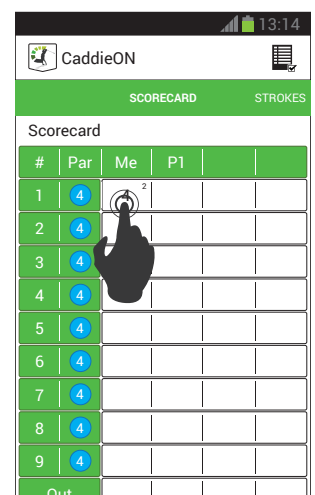 13:14
CaddieON
SCORECARD STROKES
Scorecard
# Par Me P1
1 4 4 2
2 4
3 4
4 4
5 4
6 4
7 4
8 4
9 4
Out